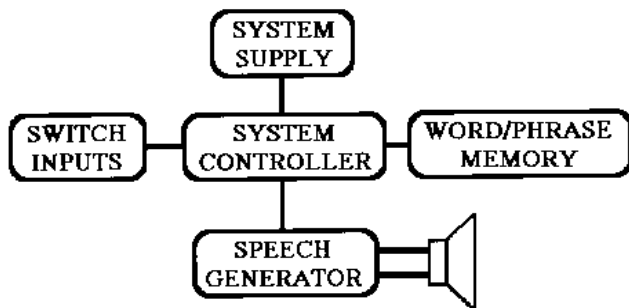 SYSTEM
SUPPLY
SWITCH
INPUTS
SYSTEM
CONTROLLER
WORD/PHRASE
MEMORY
SPEECH
GENERATOR